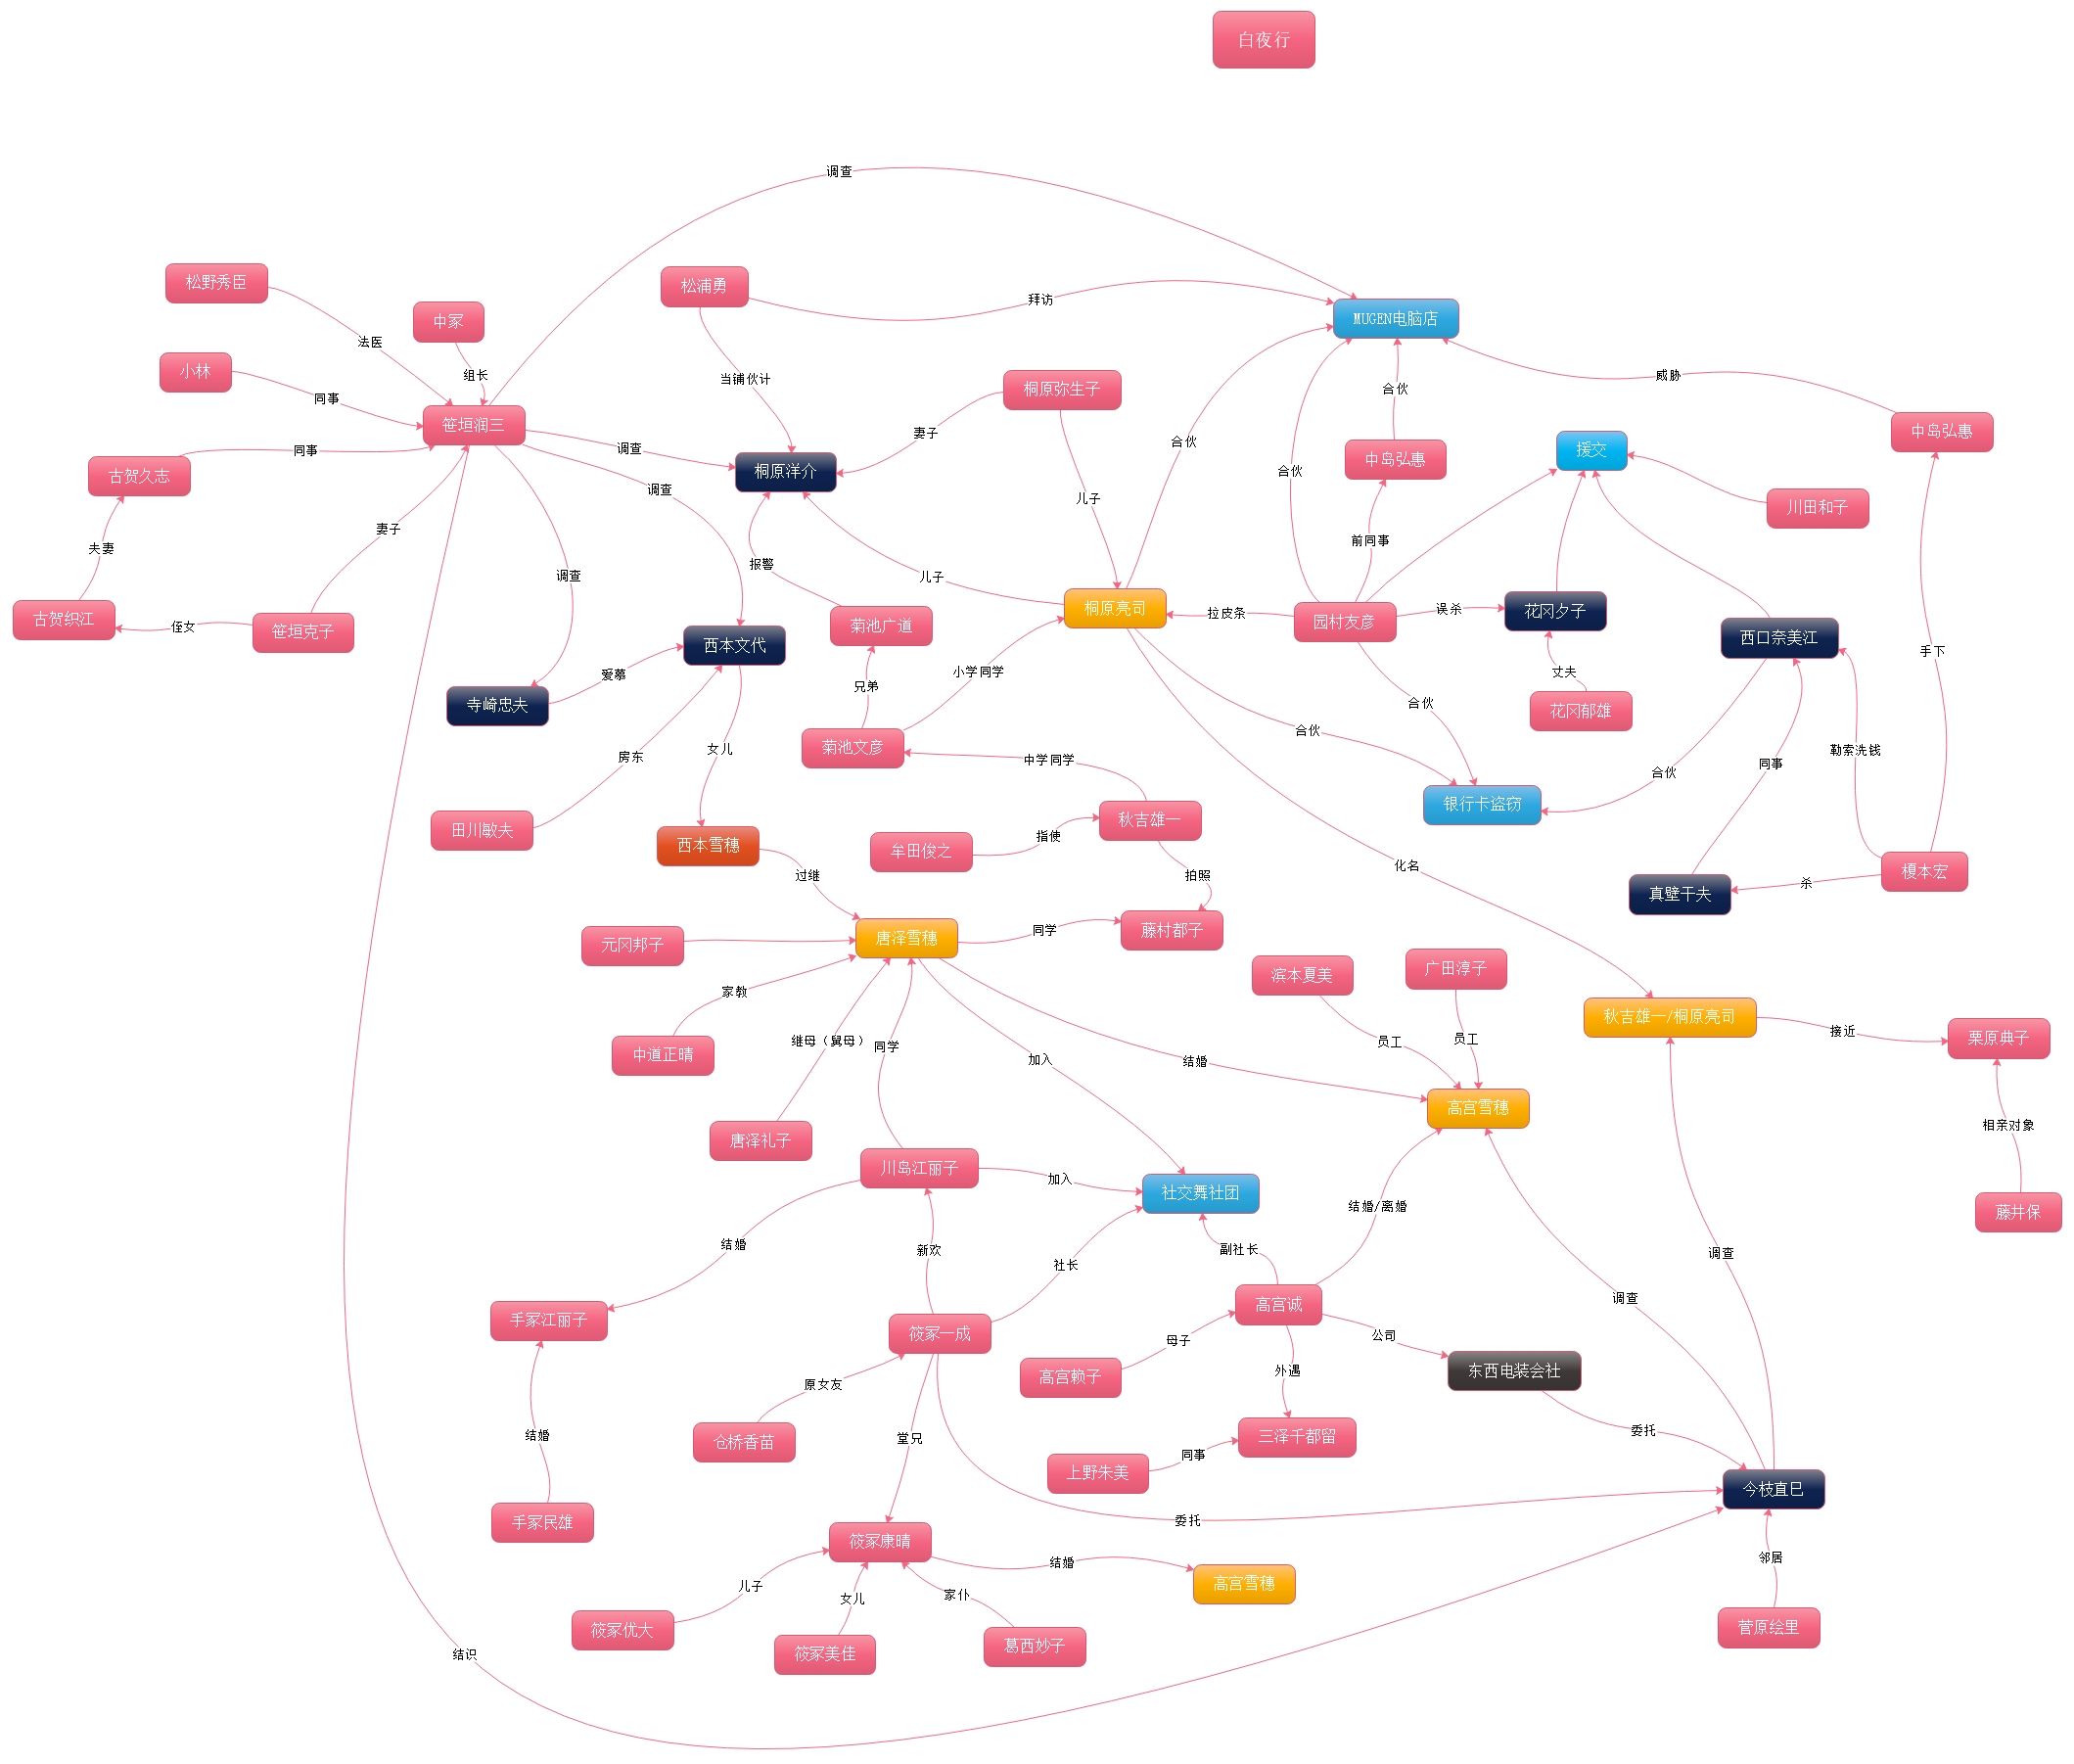 白夜行
调查
松野秀臣
松浦勇
拜访
中冢
MUGEN电脑店
法医
小林
组长
当铺伙计
威胁
桐原弥生子
合伙
同事
笹垣润三
中岛弘惠
妻子
合伙
调查
同事
援交
中岛弘惠
古贺久志
桐原洋介
合伙
调查
儿子
川田和子
妻子
前同事
夫妻
报警
调查
儿子
桐原亮司
拉皮条
园村友彦
误杀
花冈夕子
古贺织江
侄女
笹垣克子
菊池广道
西本文代
西口奈美江
手下
爱慕
兄弟
小学同学
丈夫
寺崎忠夫
合伙
花冈郁雄
合伙
女儿
菊池文彦
勒索洗钱
房东
中学同学
同事
合伙
银行卡盗窃
田川敏夫
秋吉雄一
指使
西本雪穗
牟田俊之
化名
榎本宏
过继
拍照
杀
真壁干夫
元冈邦子
唐泽雪穗
同学
藤村都子
滨本夏美
广田淳子
家教
秋吉雄一/桐原亮司
接近
栗原典子
继母（舅母）
同学
员工
员工
中道正晴
加入
结婚
高宫雪穗
相亲对象
唐泽礼子
川岛江丽子
加入
社交舞社团
结婚/离婚
藤井保
结婚
新欢
副社长
调查
社长
调查
高宫诚
手冢江丽子
筱冢一成
母子
公司
高宫赖子
外遇
东西电装会社
原女友
结婚
仓桥香苗
堂兄
三泽千都留
委托
同事
上野朱美
今枝直巳
手冢民雄
委托
筱冢康晴
结婚
邻居
儿子
女儿
家仆
高宫雪穗
筱冢优大
菅原绘里
结识
筱冢美佳
葛西妙子